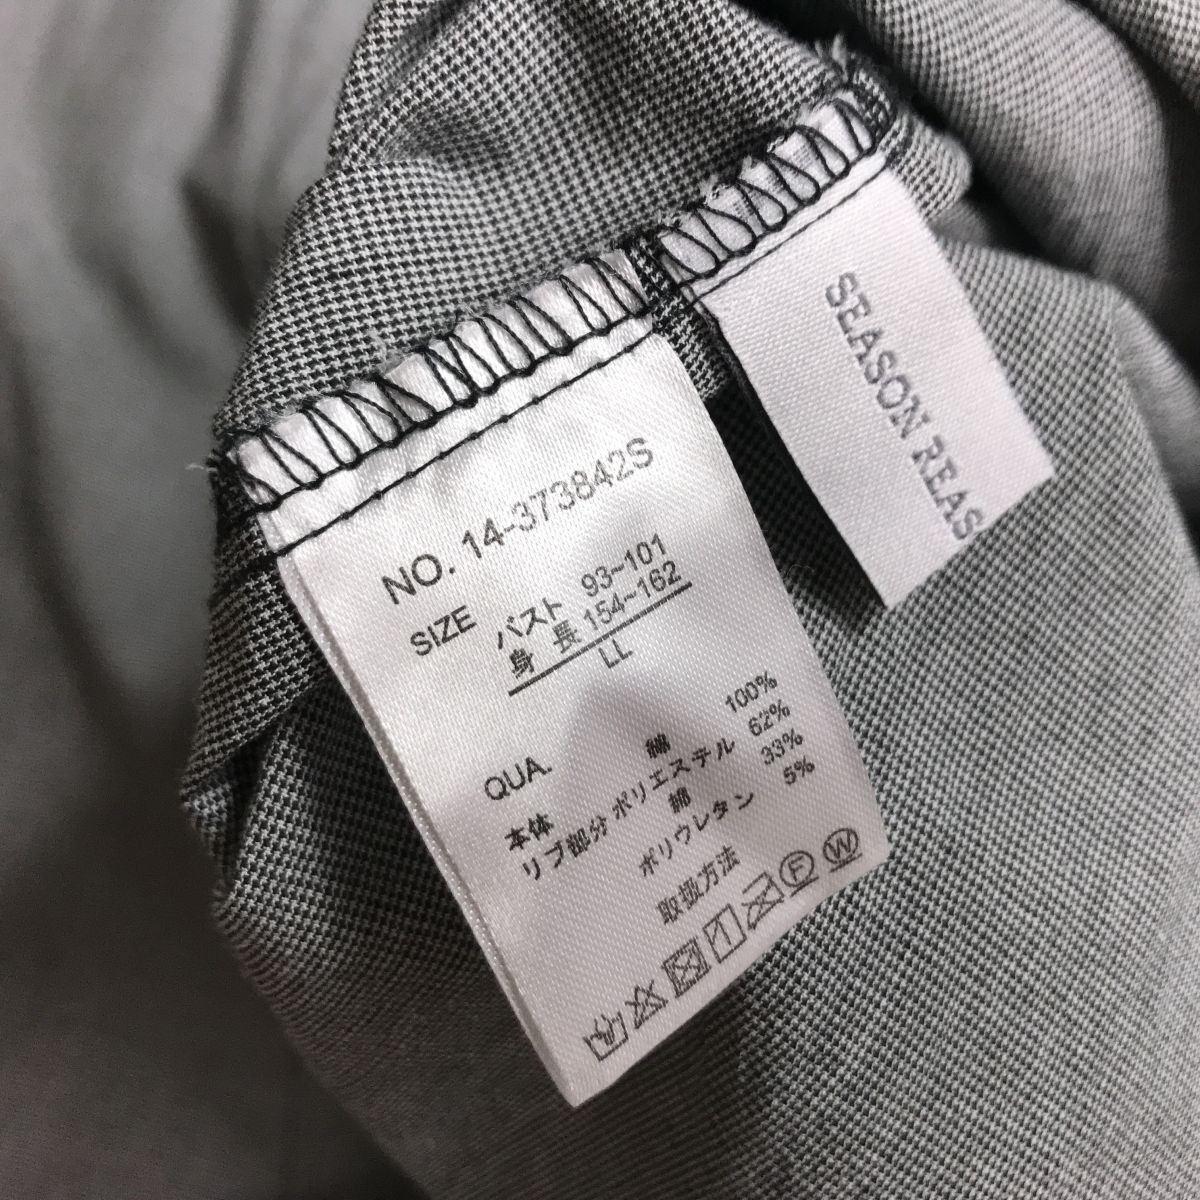 NO. 14-373842S
SIZE バスト 93~101
身長 154~162
LL
QUA.
本体 綿 100%
リブ部分 ポリエステル 62%
綿 33%
ポリウレタン 5%
取扱方法
F W
SEASON REAS